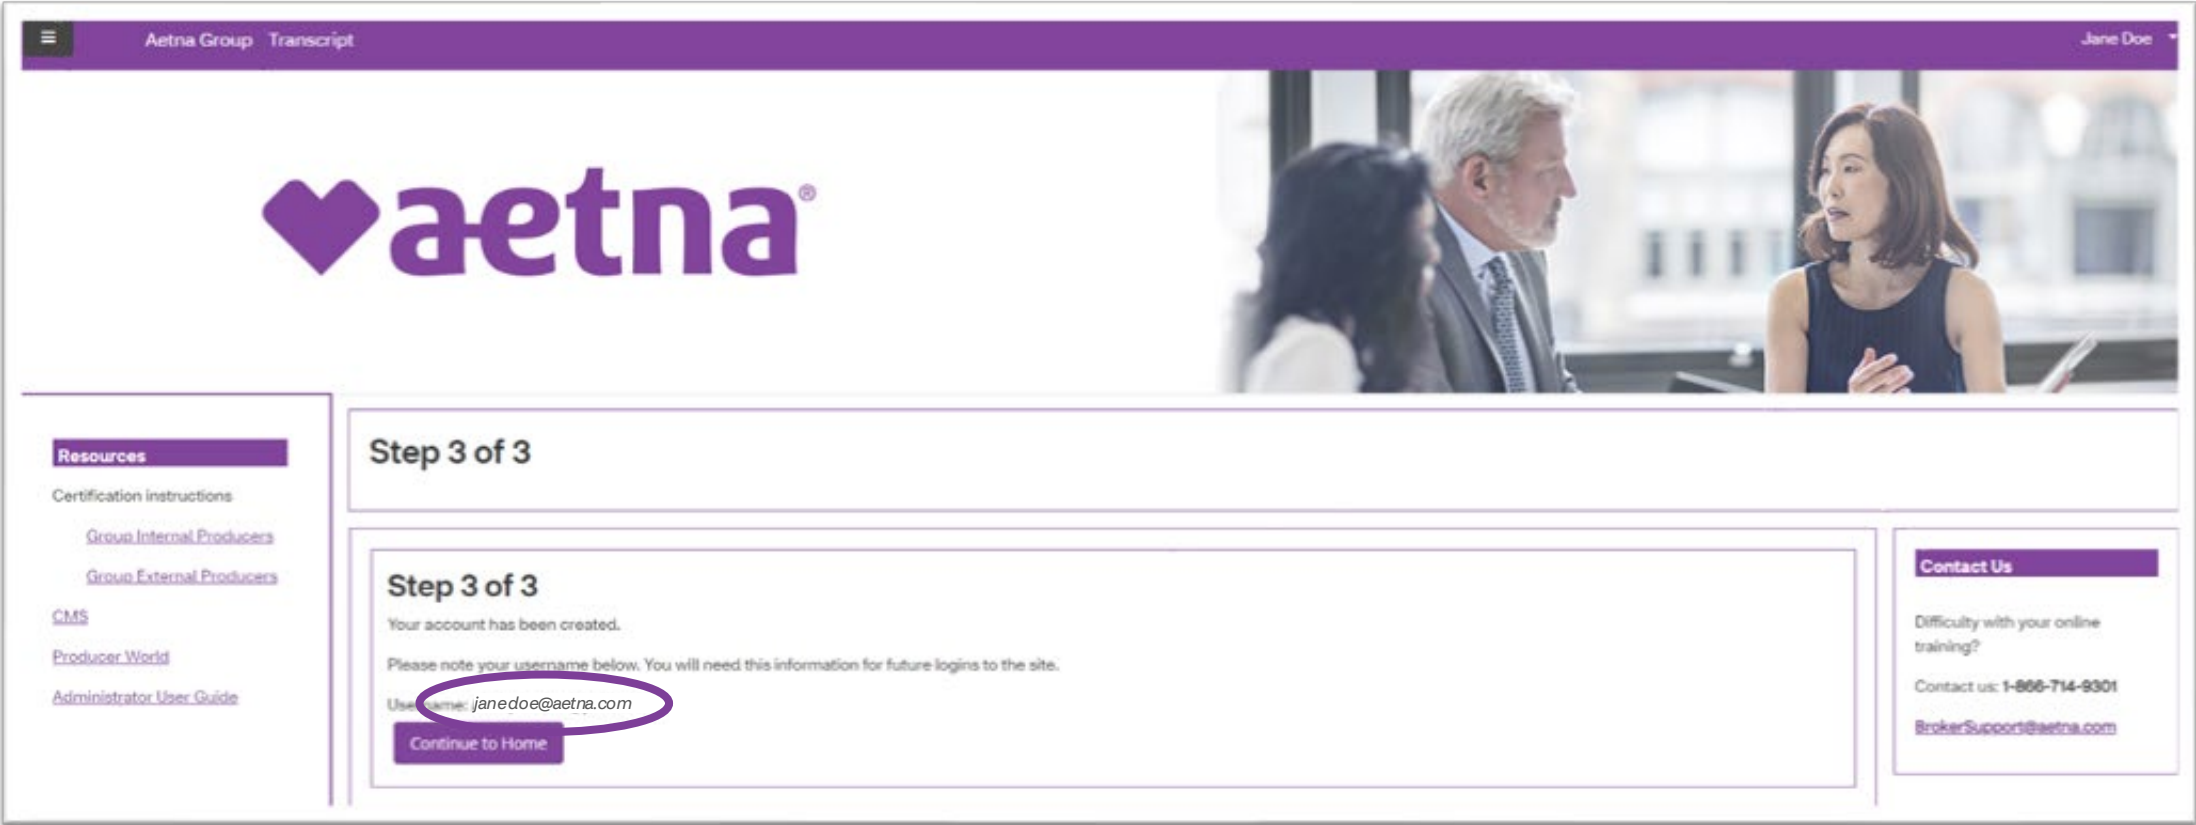 ≡ Aetna Group Transcript Jane Doe
aetna®
Resources
Certification instructions
Group Internal Producers
Group External Producers
CMS
Producer World
Administrator User Guide
Step 3 of 3
Step 3 of 3
Your account has been created.
Please note your username below. You will need this information for future logins to the site.
Username: janedoe@aetna.com
Continue to Home
Contact Us
Difficulty with your online
training?
Contact us: 1-866-714-9301
BrokerSupport@aetna.com